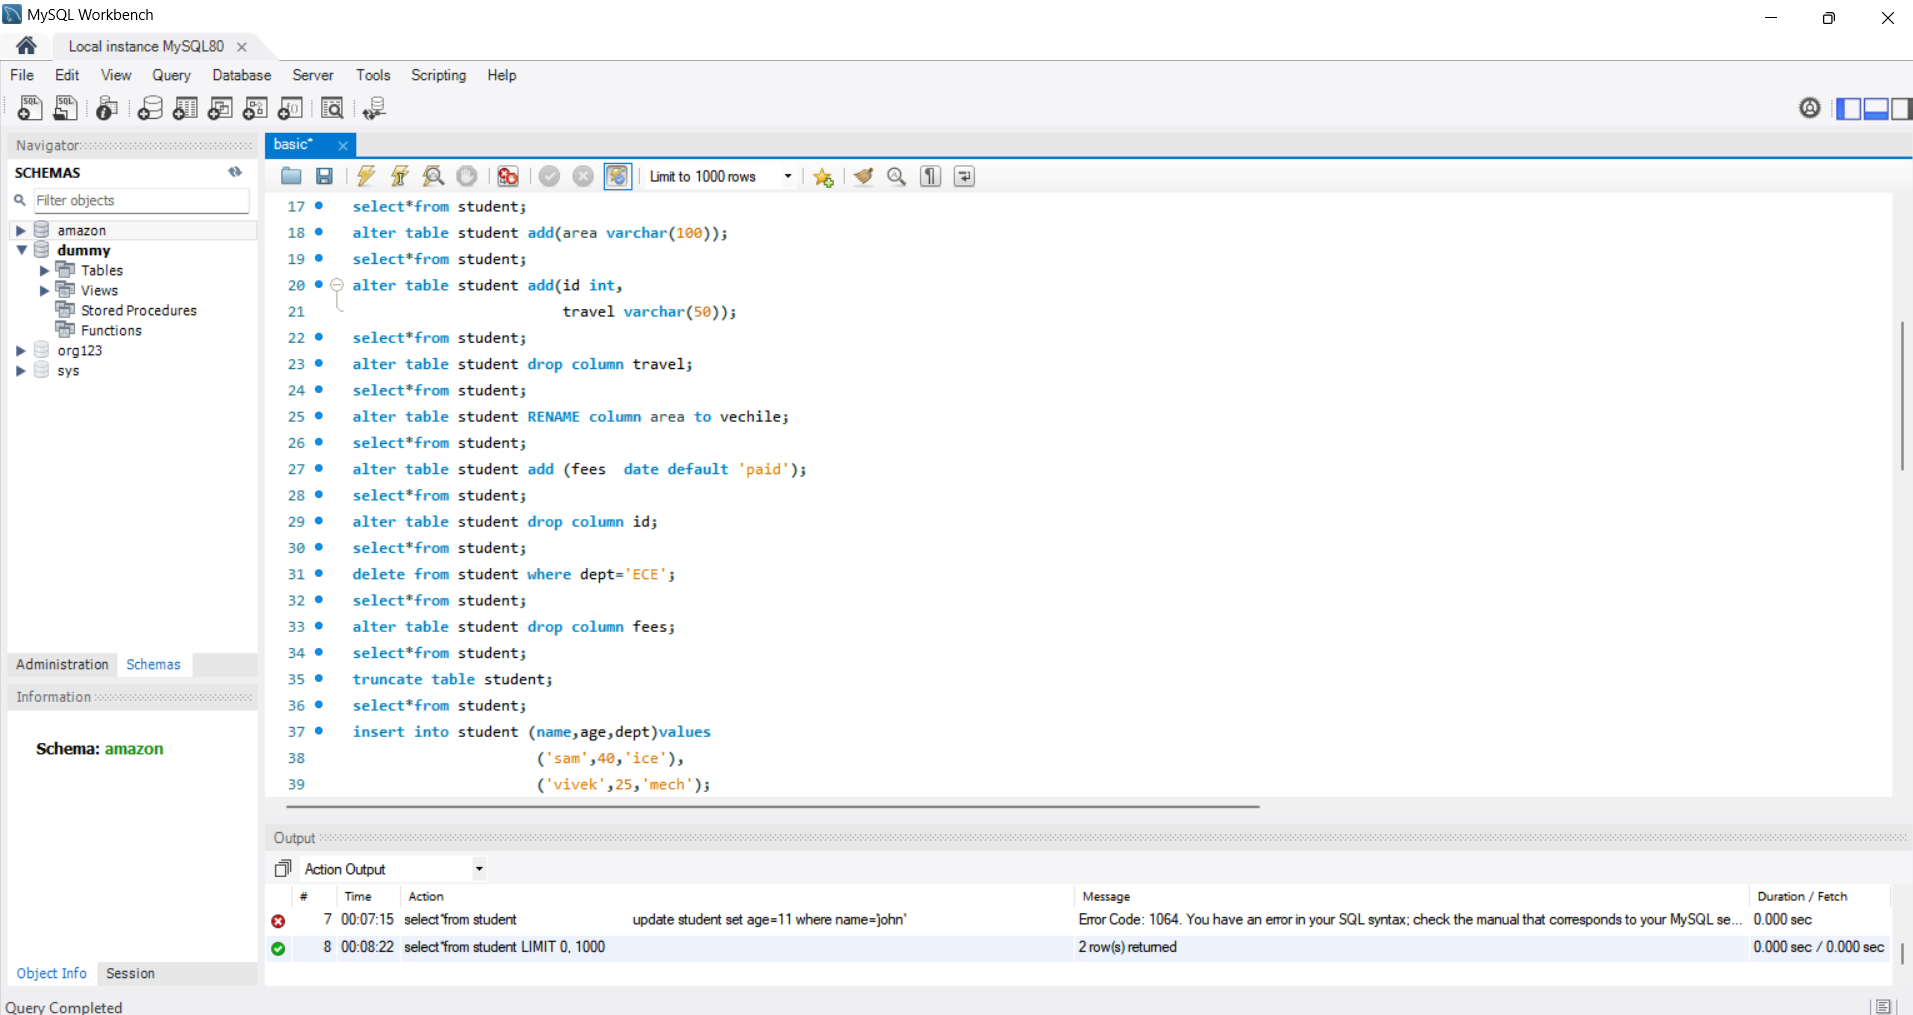 MySQL Workbench
Local instance MySQL80
File Edit View Query Database Server Tools Scripting Help
Navigator
SCHEMAS
Filter objects
amazon
dummy
Tables
Views
Stored Procedures
Functions
org123
sys
Administration Schemas
Information
Schema: amazon
Object Info Session
basic*
Limit to 1000 rows
17 select*from student;
18 alter table student add(area varchar(100));
19 select*from student;
20 alter table student add(id int,
21 travel varchar(50));
22 select*from student;
23 alter table student drop column travel;
24 select*from student;
25 alter table student RENAME column area to vechile;
26 select*from student;
27 alter table student add (fees  date default 'paid');
28 select*from student;
29 alter table student drop column id;
30 select*from student;
31 delete from student where dept='ECE';
32 select*from student;
33 alter table student drop column fees;
34 select*from student;
35 truncate table student;
36 select*from student;
37 insert into student (name,age,dept)values
38 ('sam',40,'ice'),
39 ('vivek',25,'mech');
Output
Action Output
# Time Action Message Duration / Fetch
7 00:07:15 select*from student update student set age=11 where name='john' Error Code: 1064. You have an error in your SQL syntax; check the manual that corresponds to your MySQL se... 0.000 sec
8 00:08:22 select*from student LIMIT 0, 1000 2 row(s) returned 0.000 sec / 0.000 sec
Query Completed